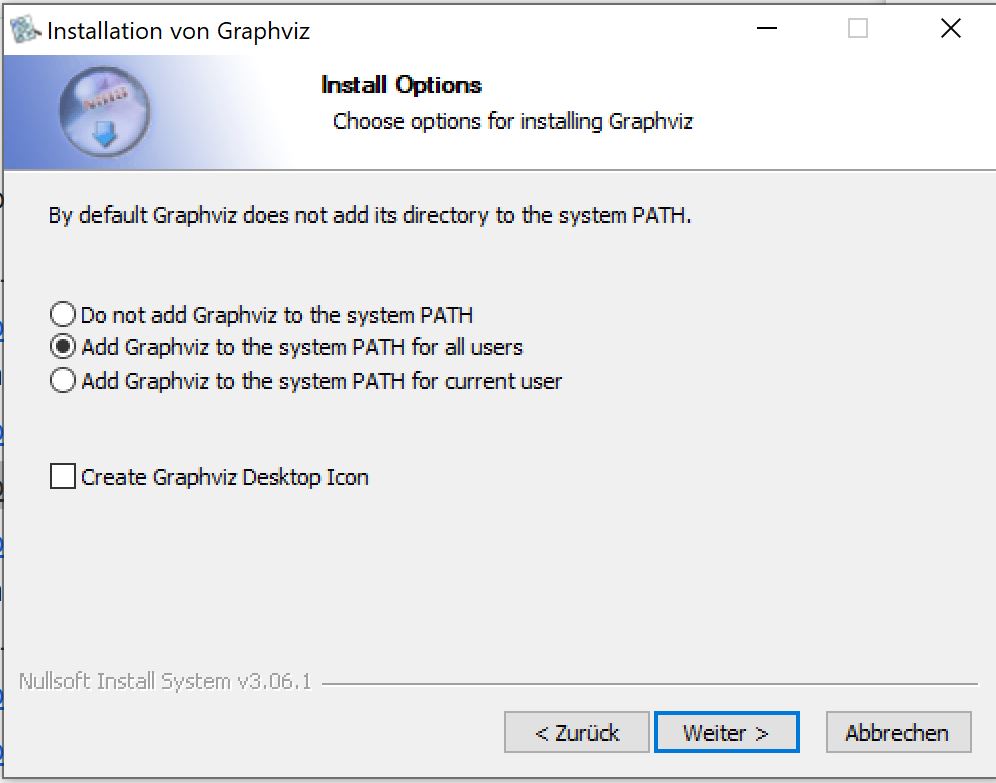 Installation von Graphviz
Install Options
Choose options for installing Graphviz
By default Graphviz does not add its directory to the system PATH.
Do not add Graphviz to the system PATH
Add Graphviz to the system PATH for all users
Add Graphviz to the system PATH for current user
Create Graphviz Desktop Icon
Nullsoft Install System v3.06.1
< Zurück
Weiter >
Abbrechen